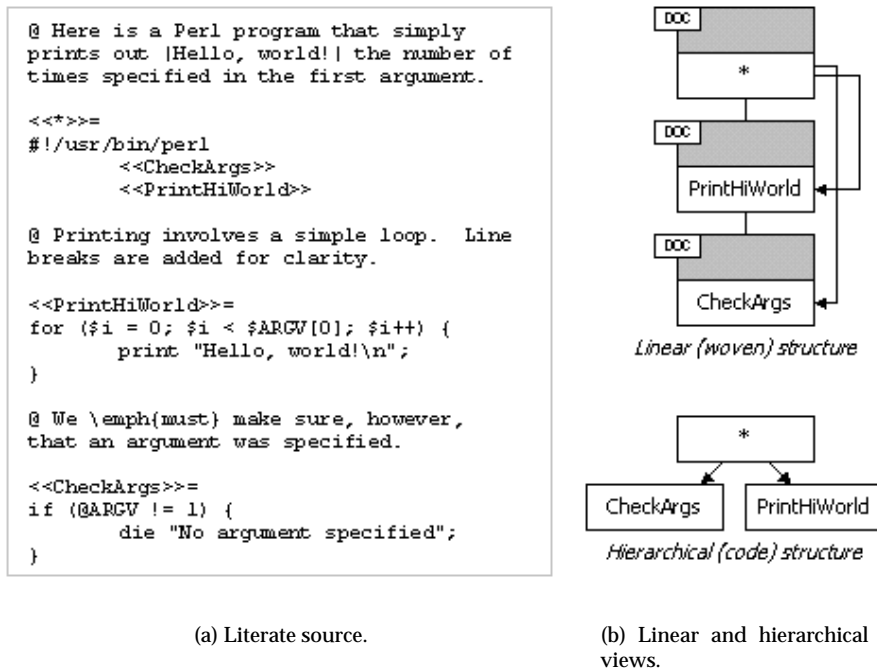 @ Here is a Perl program that simply
prints out |Hello, world!| the number of
times specified in the first argument.
<<*>>=
#!/usr/bin/perl
<<CheckArgs>>
<<PrintHiWorld>>
@ Printing involves a simple loop.  Line
breaks are added for clarity.
<<PrintHiWorld>>=
for ($i = 0; $i < $ARGV[0]; $i++) {
print "Hello, world!\n";
}
@ We \emph{must} make sure, however,
that an argument was specified.
<<CheckArgs>>=
if (@ARGV != 1) {
die "No argument specified";
}
(a) Literate source.
DOC
*
DOC
PrintHiWorld
DOC
CheckArgs
Linear (woven) structure
*
CheckArgs
PrintHiWorld
Hierarchical (code) structure
(b) Linear and hierarchical
views.